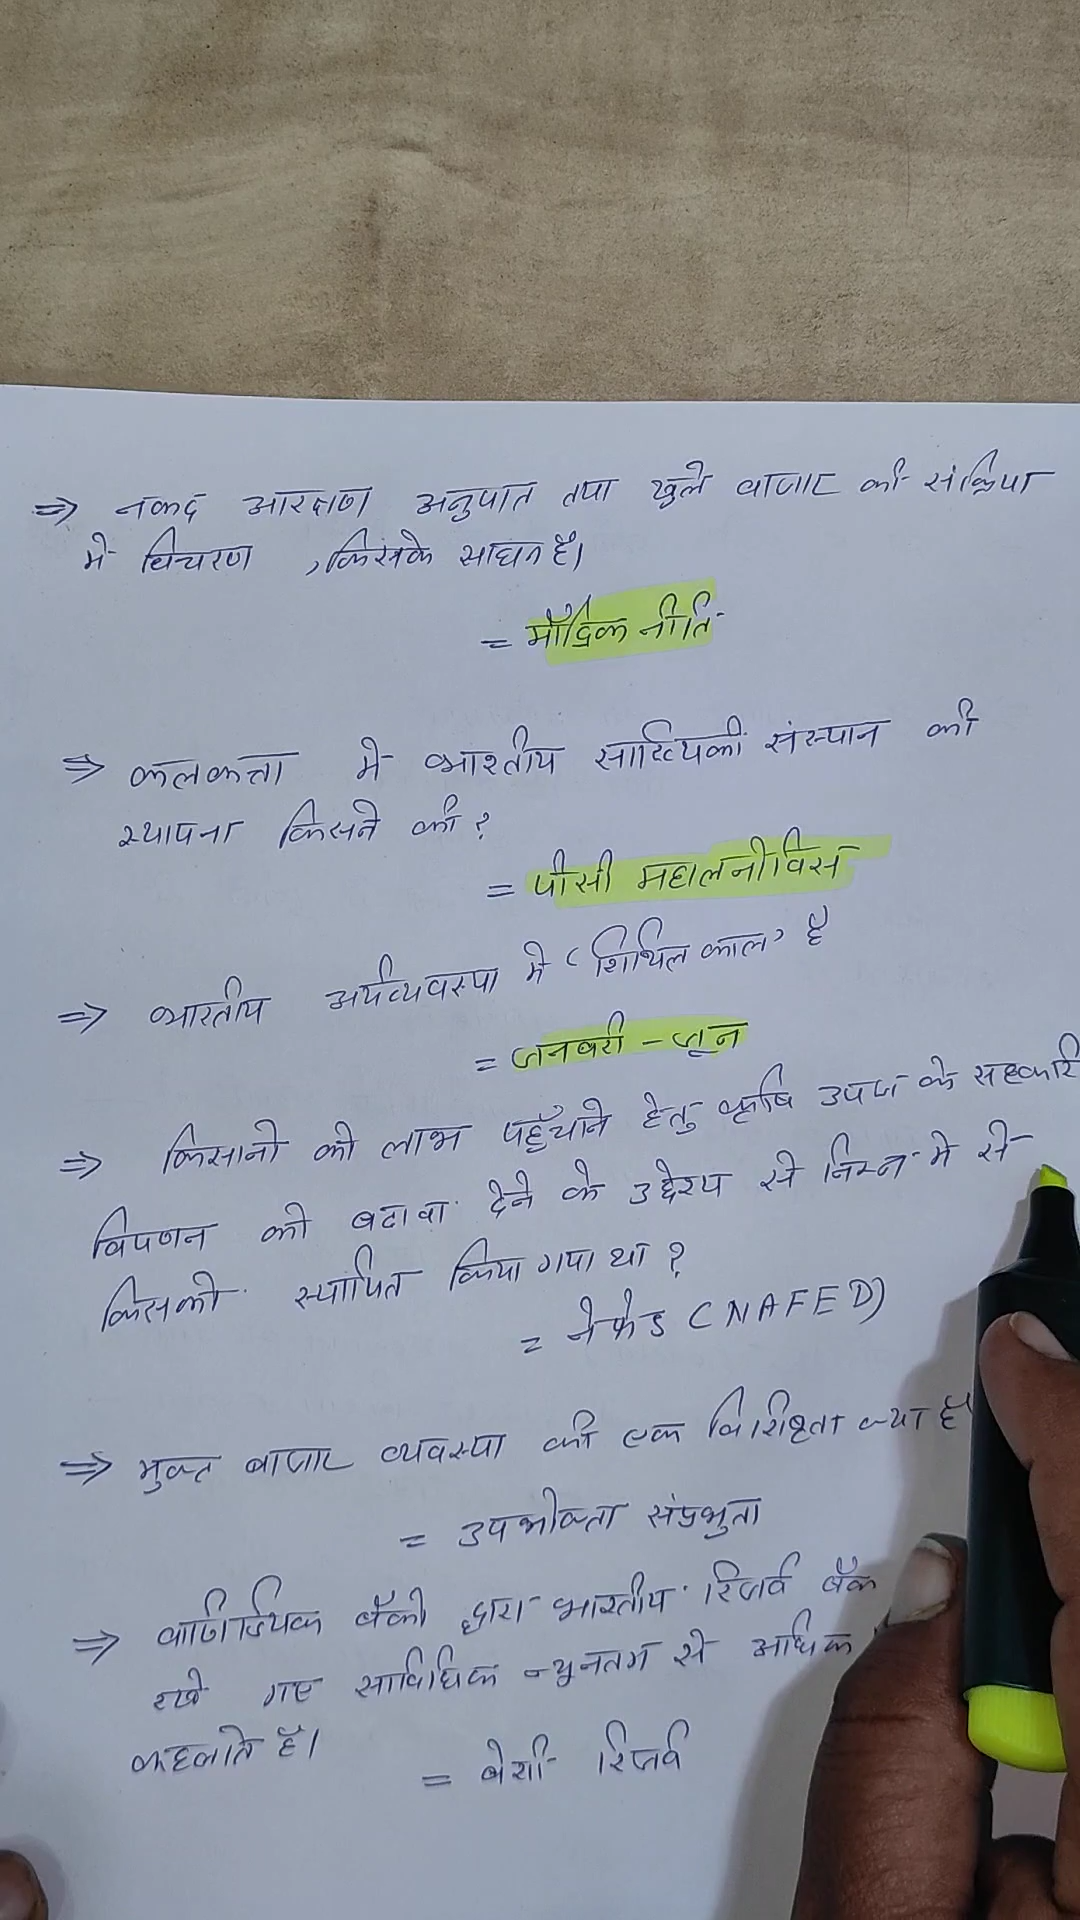 ⇒ नकद आरक्षण अनुपात तथा खुले बाजार की संक्रिया
में विचरण, किसके साधन है।
= मौद्रिक नीति
⇒ कलकत्ता मे भारतीय सांख्यिकी संस्थान की
स्थापना किसने की?
= पीसी महालनोविस
⇒ भारतीय अर्थव्यवस्था मे 'शिथिल काल' है
= जनवरी - जून
⇒ किसानो को लाभ पहुँचाने हेतु कृषि उपज के सहकारि
विपणन को बढावा देने के उद्देश्य से निम्न मे से
किसको स्थापित किया गया था?
= नेफेड (NAFED)
⇒ मुक्त बाजार व्यवस्था की एक विशिष्टता क्या है
= उपभोक्ता संप्रभुता
⇒ वाणिज्यिक बैंको द्वारा भारतीय रिजर्व बैंक
रखे गए सांविधिक न्यूनतम से अधिक
कहलाते है।
= बेशी रिजर्व